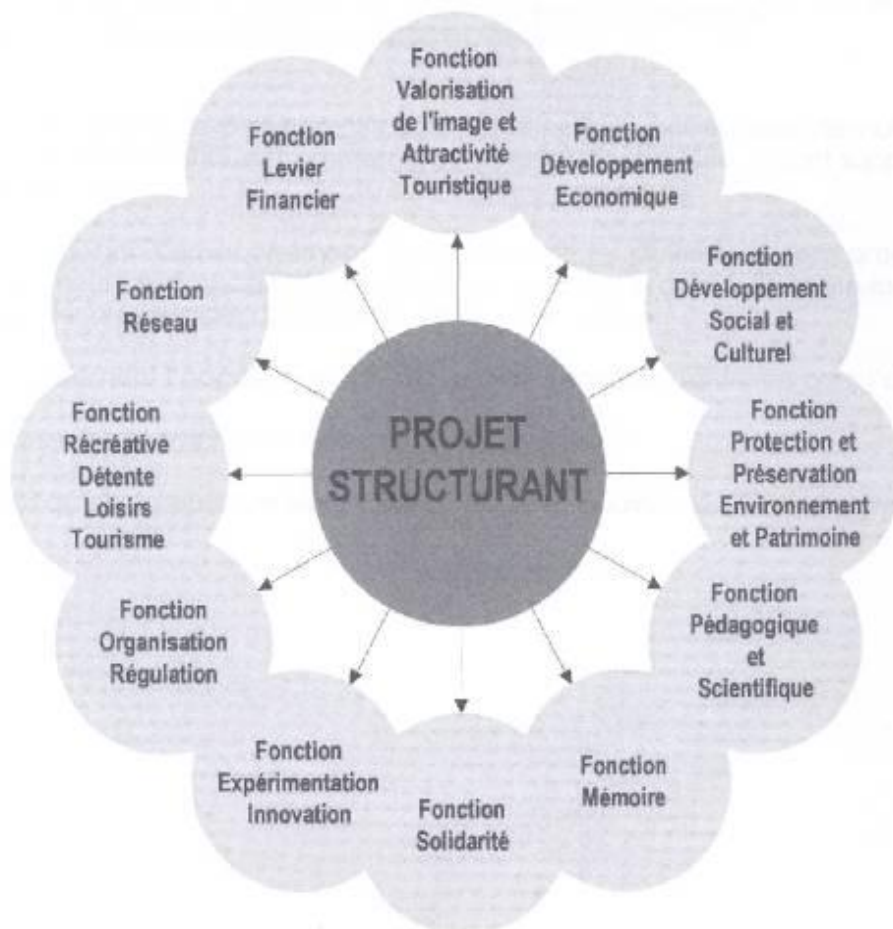 Fonction
Valorisation
de l'image et
Attractivité
Touristique
Fonction
Développement
Economique
Fonction
Développement
Social et
Culturel
Fonction
Protection et
Préservation
Environnement
et Patrimoine
Fonction
Pédagogique
et
Scientifique
Fonction
Mémoire
Fonction
Solidarité
Fonction
Expérimentation
Innovation
Fonction
Organisation
Régulation
Fonction
Récréative
Détente
Loisirs
Tourisme
Fonction
Réseau
Fonction
Levier
Financier
PROJET
STRUCTURANT